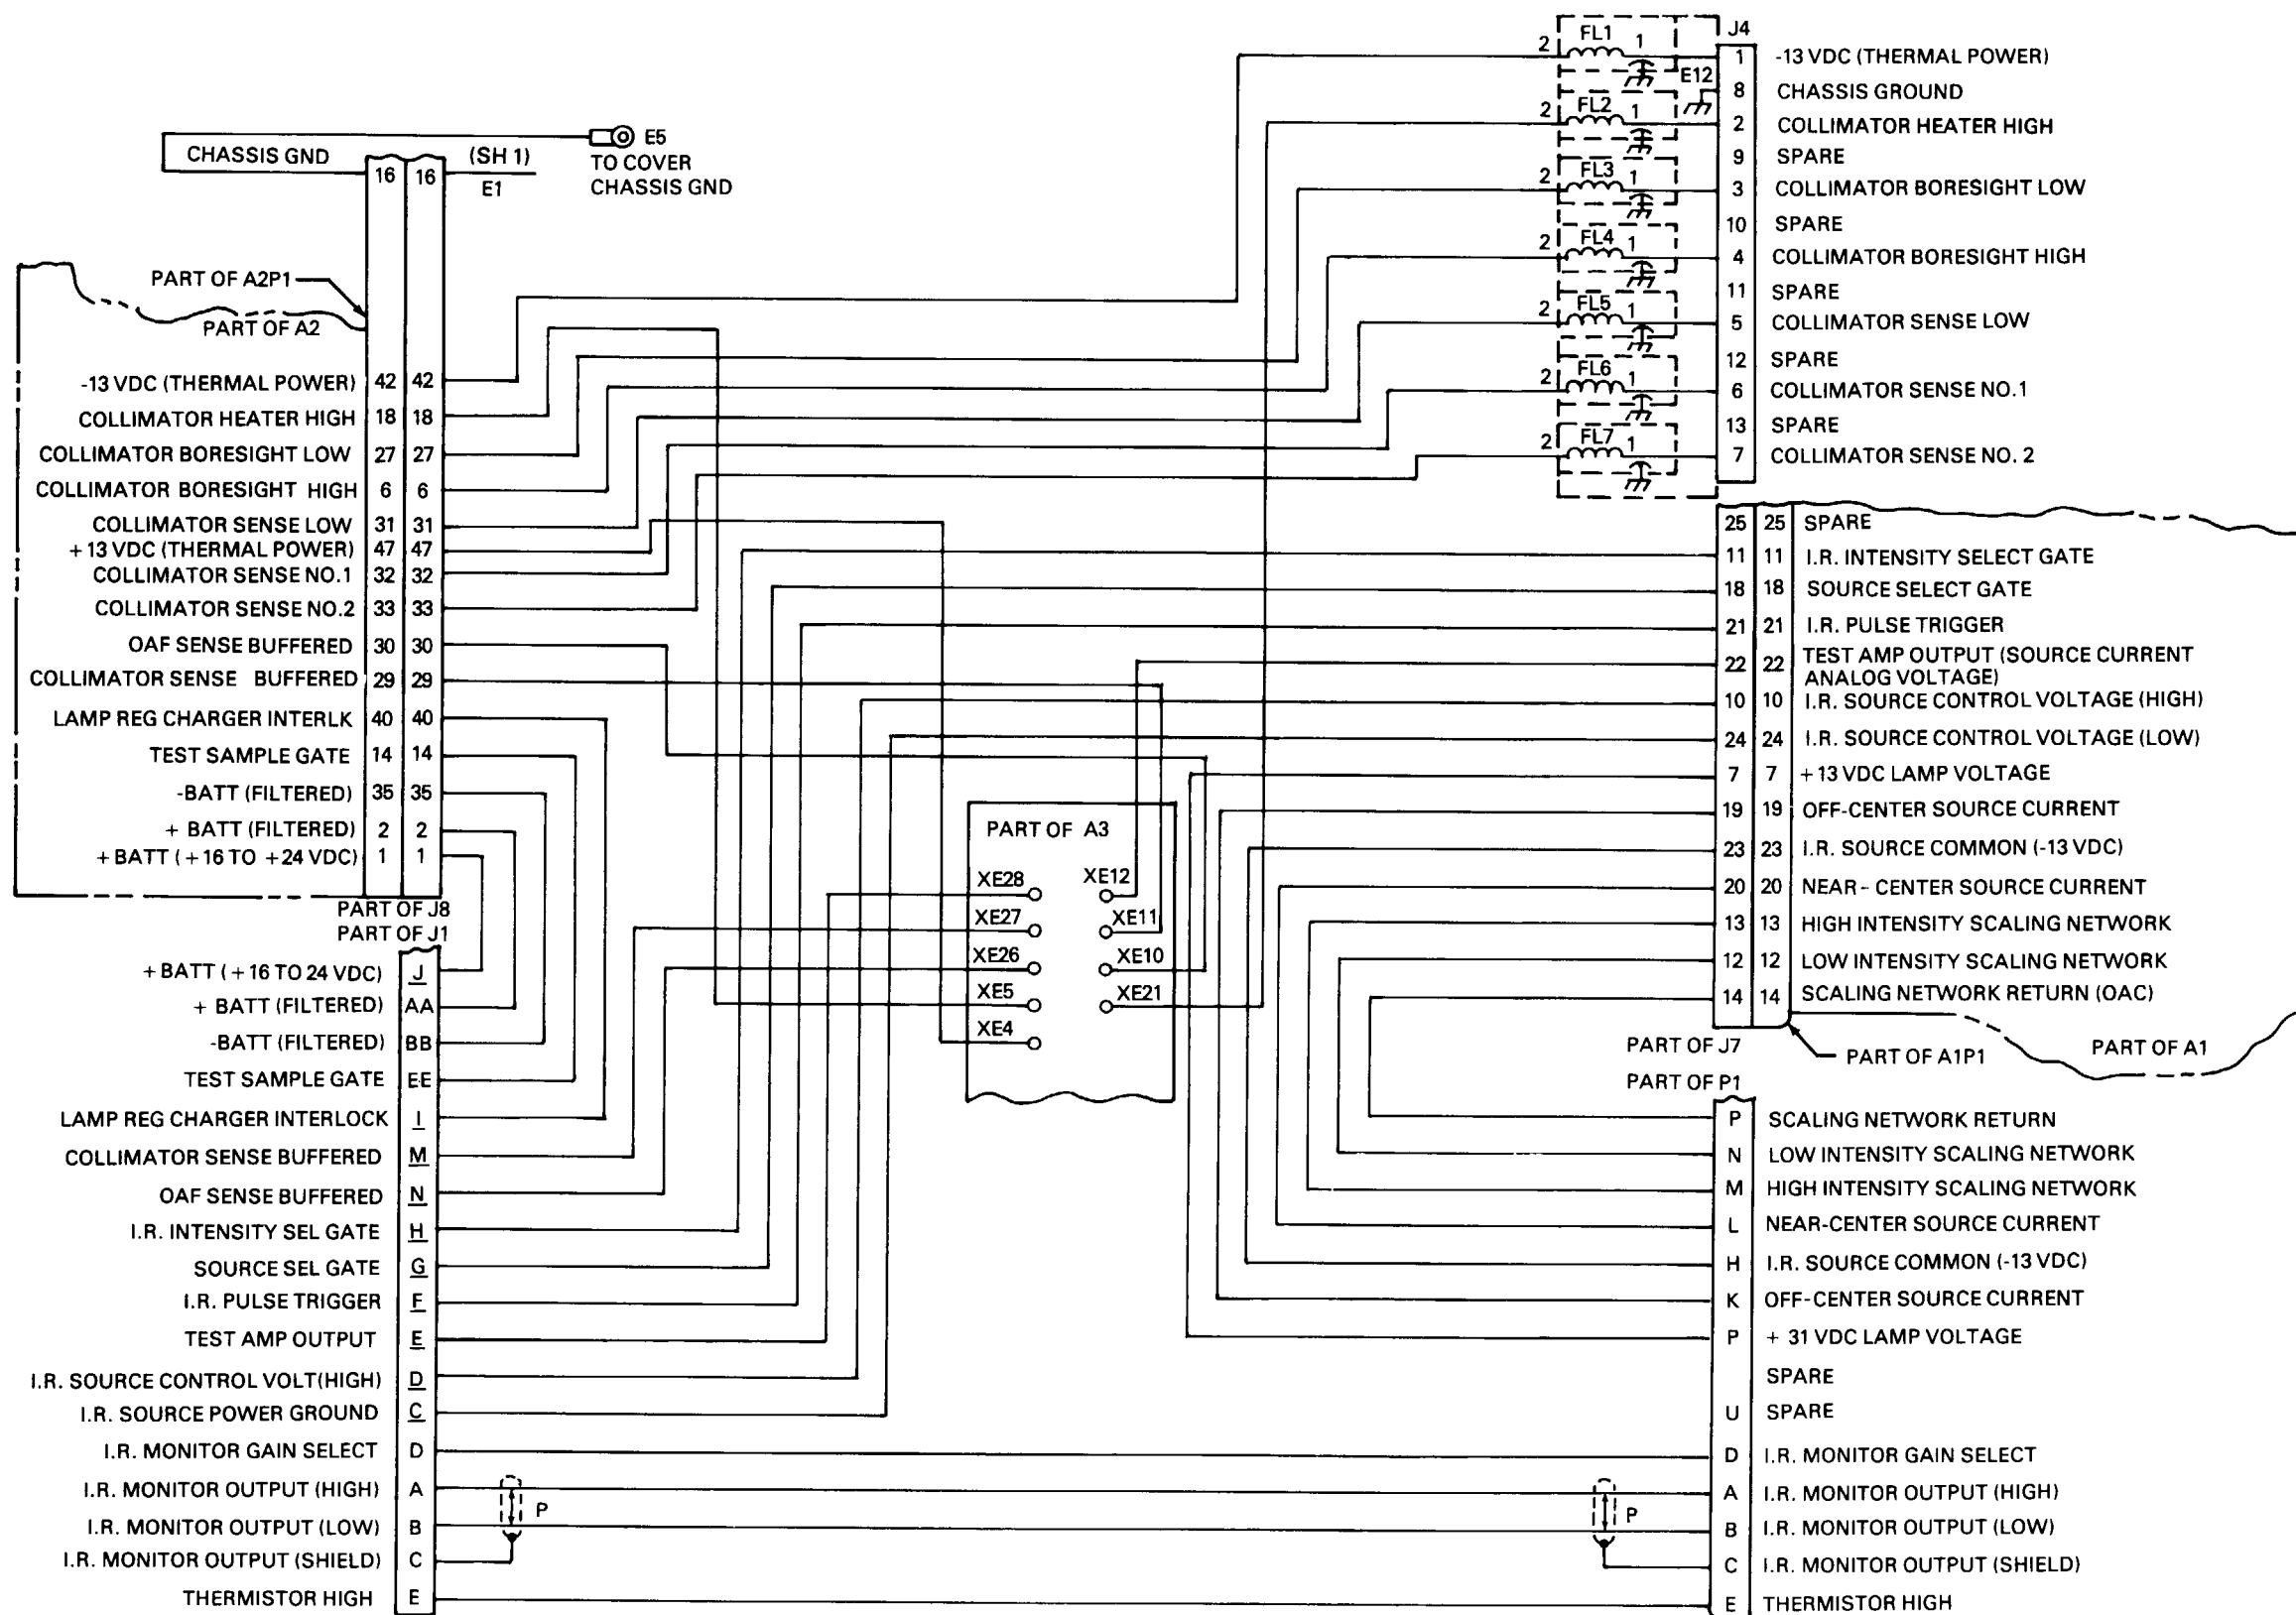 J4
FL1
2 1
1 -13 VDC (THERMAL POWER)
E12
8 CHASSIS GROUND
FL2
2 1
2 COLLIMATOR HEATER HIGH
9 SPARE
FL3
2 1
3 COLLIMATOR BORESIGHT LOW
10 SPARE
FL4
2 1
4 COLLIMATOR BORESIGHT HIGH
11 SPARE
FL5
2 1
5 COLLIMATOR SENSE LOW
12 SPARE
FL6
2 1
6 COLLIMATOR SENSE NO.1
13 SPARE
FL7
2 1
7 COLLIMATOR SENSE NO. 2
E5
TO COVER
CHASSIS GND
CHASSIS GND 16 16 (SH 1)
E1
PART OF A2P1
PART OF A2
-13 VDC (THERMAL POWER) 42 42
COLLIMATOR HEATER HIGH 18 18
COLLIMATOR BORESIGHT LOW 27 27
COLLIMATOR BORESIGHT HIGH 6 6
COLLIMATOR SENSE LOW 31 31
+13 VDC (THERMAL POWER) 47 47
COLLIMATOR SENSE NO.1 32 32
COLLIMATOR SENSE NO.2 33 33
OAF SENSE BUFFERED 30 30
COLLIMATOR SENSE BUFFERED 29 29
LAMP REG CHARGER INTERLK 40 40
TEST SAMPLE GATE 14 14
-BATT (FILTERED) 35 35
+ BATT (FILTERED) 2 2
+ BATT (+16 TO +24 VDC) 1 1
PART OF J8
PART OF J1
+ BATT (+16 TO 24 VDC) J
+ BATT (FILTERED) AA
-BATT (FILTERED) BB
TEST SAMPLE GATE EE
LAMP REG CHARGER INTERLOCK I
COLLIMATOR SENSE BUFFERED M
OAF SENSE BUFFERED N
I.R. INTENSITY SEL GATE H
SOURCE SEL GATE G
I.R. PULSE TRIGGER F
TEST AMP OUTPUT E
I.R. SOURCE CONTROL VOLT(HIGH) D
I.R. SOURCE POWER GROUND C
I.R. MONITOR GAIN SELECT D
I.R. MONITOR OUTPUT (HIGH) A
P
I.R. MONITOR OUTPUT (LOW) B
I.R. MONITOR OUTPUT (SHIELD) C
THERMISTOR HIGH E
PART OF A3
XE28 XE12
XE27 XE11
XE26 XE10
XE5 XE21
XE4
25 25 SPARE
11 11 I.R. INTENSITY SELECT GATE
18 18 SOURCE SELECT GATE
21 21 I.R. PULSE TRIGGER
22 22 TEST AMP OUTPUT (SOURCE CURRENT
ANALOG VOLTAGE)
10 10 I.R. SOURCE CONTROL VOLTAGE (HIGH)
24 24 I.R. SOURCE CONTROL VOLTAGE (LOW)
7 7 +13 VDC LAMP VOLTAGE
19 19 OFF-CENTER SOURCE CURRENT
23 23 I.R. SOURCE COMMON (-13 VDC)
20 20 NEAR - CENTER SOURCE CURRENT
13 13 HIGH INTENSITY SCALING NETWORK
12 12 LOW INTENSITY SCALING NETWORK
14 14 SCALING NETWORK RETURN (OAC)
PART OF J7
PART OF A1P1
PART OF A1
PART OF P1
P SCALING NETWORK RETURN
N LOW INTENSITY SCALING NETWORK
M HIGH INTENSITY SCALING NETWORK
L NEAR-CENTER SOURCE CURRENT
H I.R. SOURCE COMMON (-13 VDC)
K OFF-CENTER SOURCE CURRENT
P + 31 VDC LAMP VOLTAGE
SPARE
U SPARE
D I.R. MONITOR GAIN SELECT
A I.R. MONITOR OUTPUT (HIGH)
P
B I.R. MONITOR OUTPUT (LOW)
C I.R. MONITOR OUTPUT (SHIELD)
E THERMISTOR HIGH